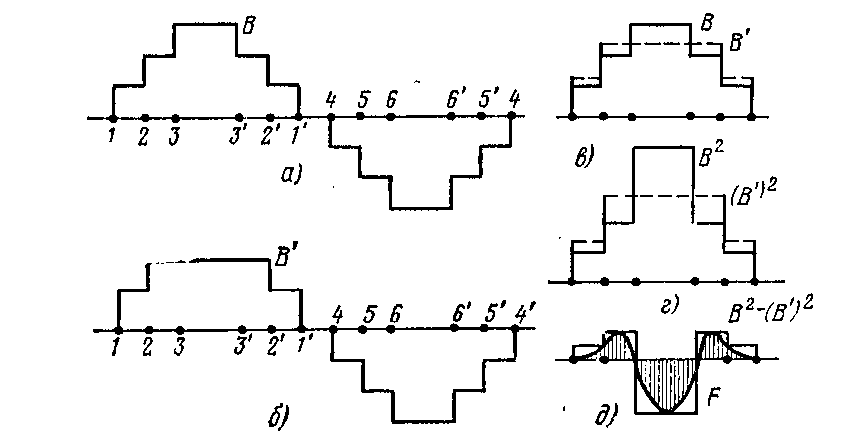 B
1 2 3 3' 2' 1'
4 5 6 6' 5' 4
а)
B'
1 2 3 3' 2' 1'
4 5 6 6' 5' 4'
б)
B
B'
в)
B²
(B')²
г)
B²-(B')²
F
д)